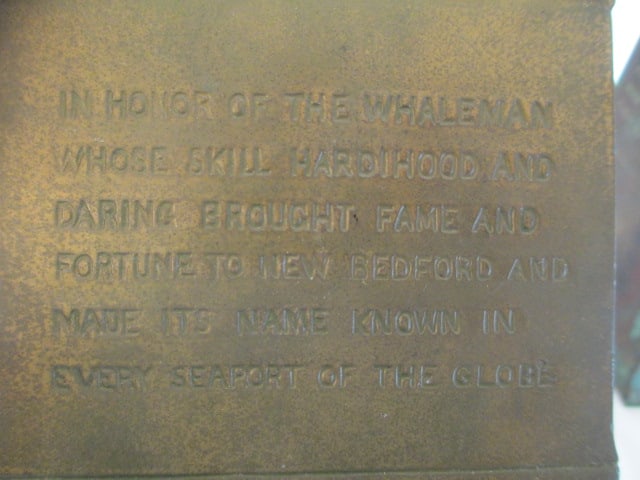 IN HONOR OF THE WHALEMAN
WHOSE SKILL HARDIHOOD AND
DARING BROUGHT FAME AND
FORTUNE TO NEW BEDFORD AND
MADE ITS NAME KNOWN IN
EVERY SEAPORT OF THE GLOBE